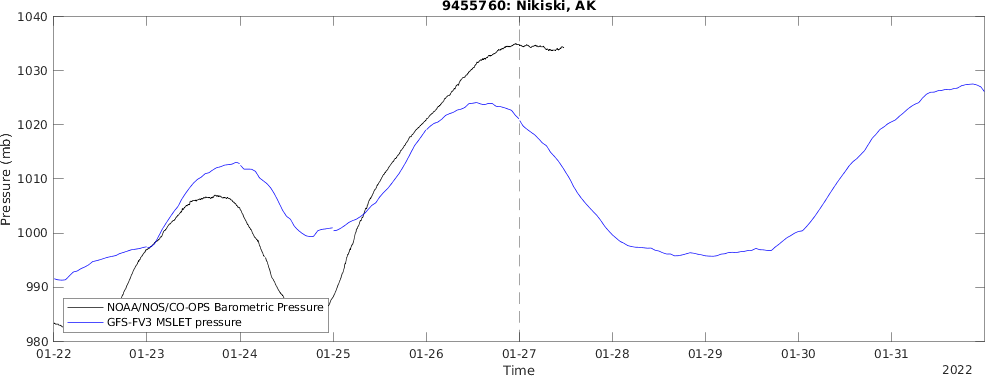 9455760: Nikiski, AK
1040
1030
1020
1010
1000
990
980
Pressure (mb)
NOAA/NOS/CO-OPS Barometric Pressure
GFS-FV3 MSLET pressure
01-22 01-23 01-24 01-25 01-26 01-27 01-28 01-29 01-30 01-31
Time
2022